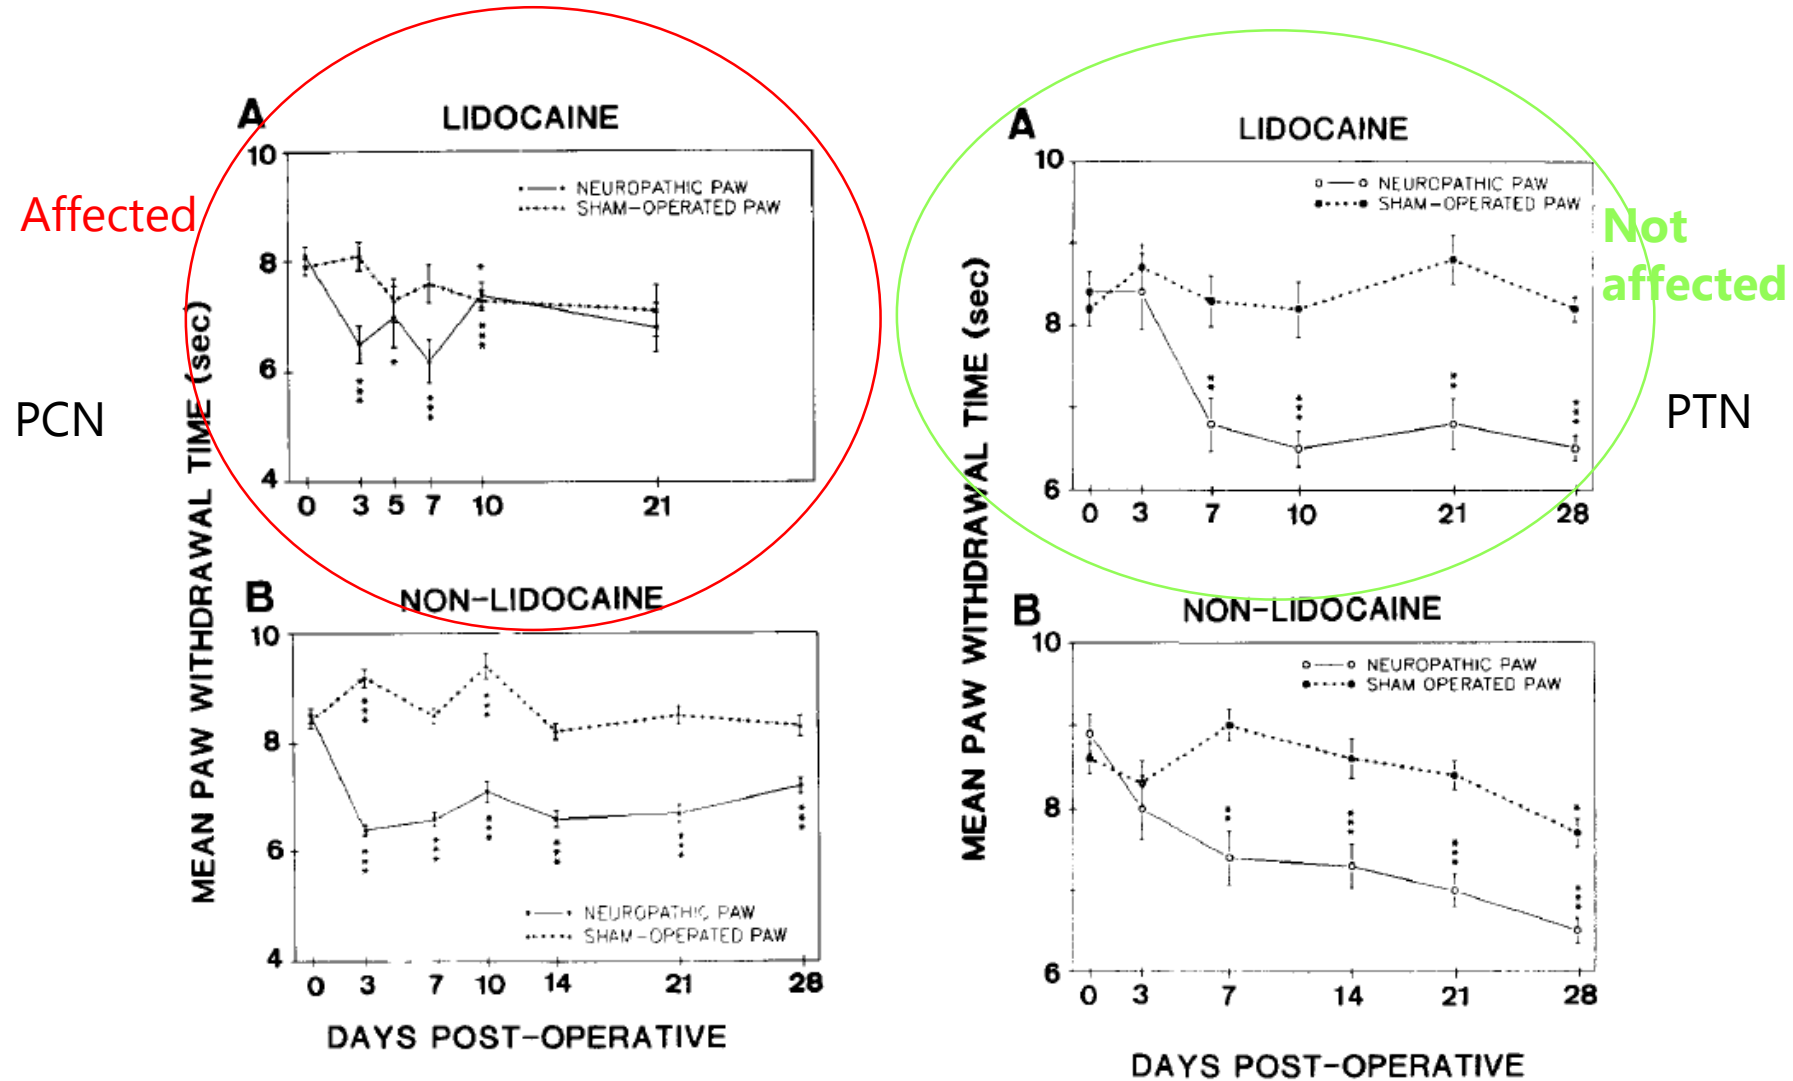 Affected
PCN
MEAN PAW WITHDRAWAL TIME (sec)
A
LIDOCAINE
10
8
6
4
NEUROPATHIC PAW
SHAM-OPERATED PAW
*
***
*
***
***
0 3 5 7 10 21
B
NON-LIDOCAINE
10
8
6
4
***
***
***
***
***
***
***
***
NEUROPATHIC PAW
SHAM-OPERATED PAW
0 3 7 10 14 21 28
DAYS POST-OPERATIVE
Not
affected
PTN
MEAN PAW WITHDRAWAL TIME (sec)
A
LIDOCAINE
10
8
6
NEUROPATHIC PAW
SHAM-OPERATED PAW
**
***
**
***
0 3 7 10 21 28
B
NON-LIDOCAINE
10
8
6
NEUROPATHIC PAW
SHAM OPERATED PAW
**
***
***
*
***
0 3 7 14 21 28
DAYS POST-OPERATIVE